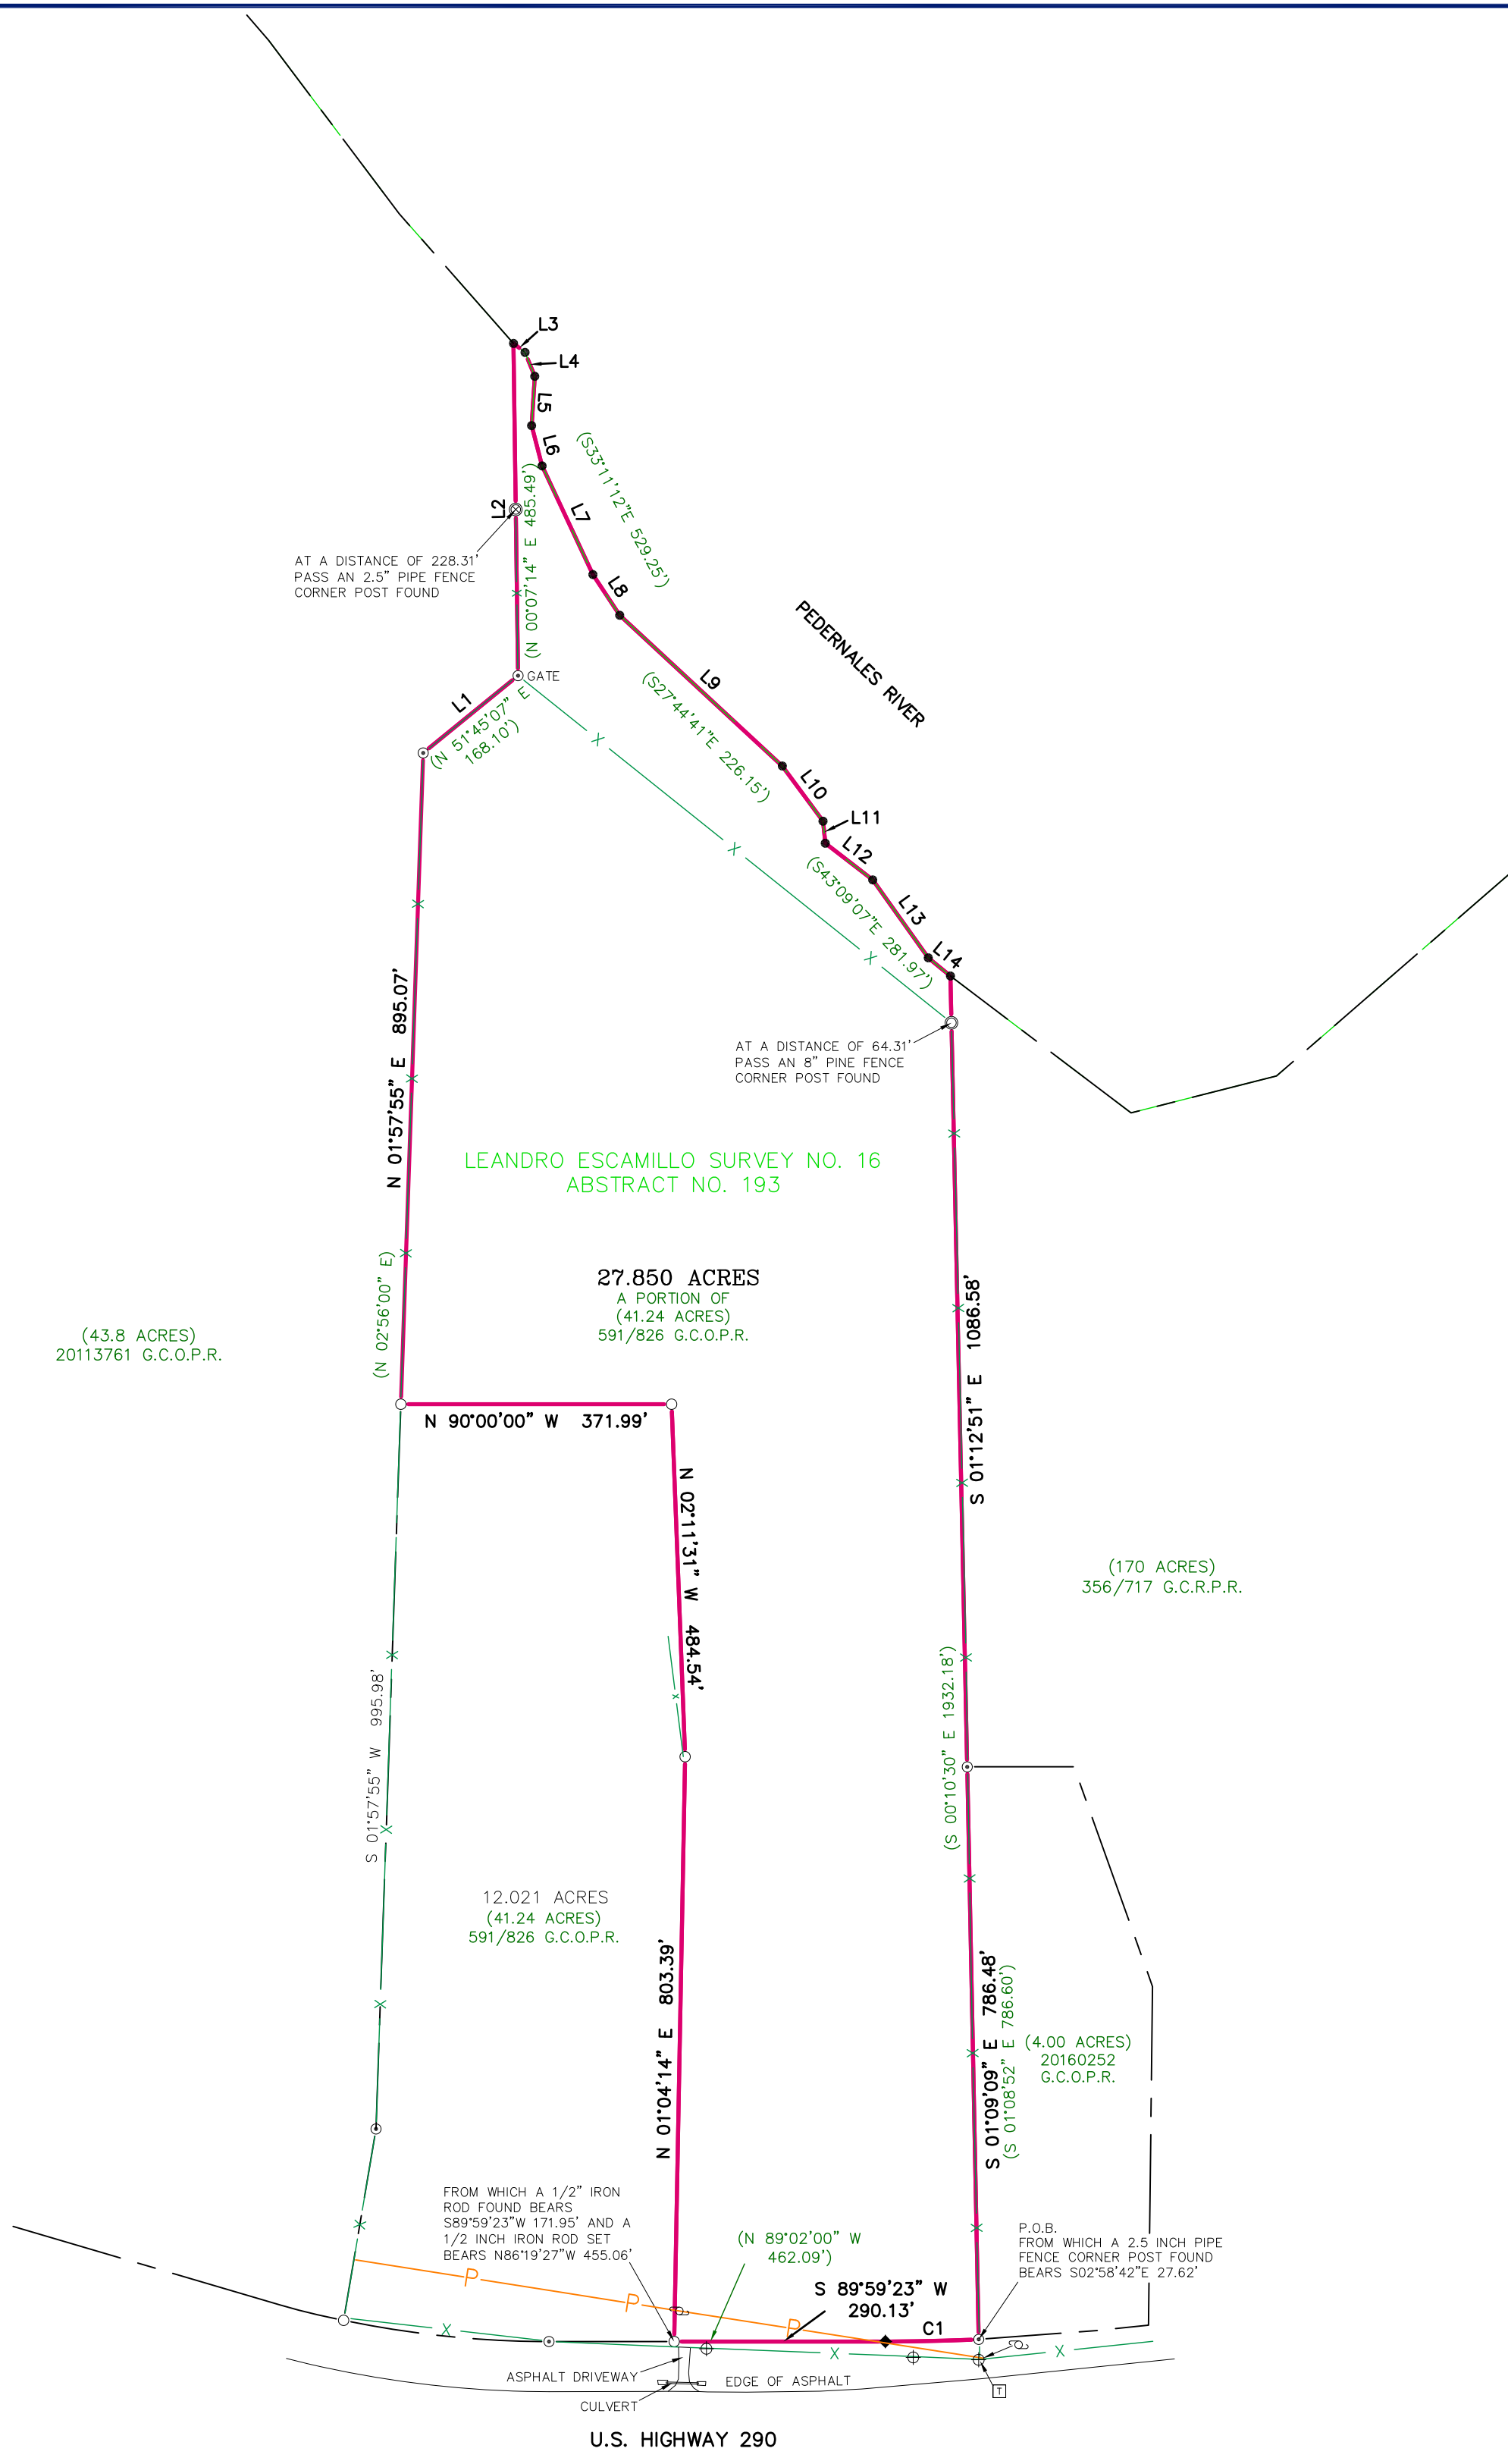 L3
L4
L5
L6
(S33°11'12"E 529.25')
L7
L2
(N 00°07'14" E 485.49')
AT A DISTANCE OF 228.31'
PASS AN 2.5" PIPE FENCE
CORNER POST FOUND
L8
PEDERNALES RIVER
GATE
L1
(N 51°45'07" E
168.10')
L9
(S27°44'41"E 226.15')
X
L10
L11
X
L12
(S43°09'07"E 281.97')
L13
X
L14
AT A DISTANCE OF 64.31'
PASS AN 8" PINE FENCE
CORNER POST FOUND
N 01°57'55" E 895.07'
LEANDRO ESCAMILLO SURVEY NO. 16
ABSTRACT NO. 193
(N 02°56'00" E)
27.850 ACRES
A PORTION OF
(41.24 ACRES)
591/826 G.C.O.P.R.
(43.8 ACRES)
20113761 G.C.O.P.R.
S 01°12'51" E 1086.58'
N 90°00'00" W 371.99'
N 02°11'31" W 484.54'
(170 ACRES)
356/717 G.C.R.P.R.
(S 00°10'30" E 1932.18')
S 01°57'55" W 995.98'
12.021 ACRES
(41.24 ACRES)
591/826 G.C.O.P.R.
N 01°04'14" E 803.39'
S 01°09'09" E 786.48'
(S 01°08'52" E 786.60')
(4.00 ACRES)
20160252
G.C.O.P.R.
FROM WHICH A 1/2" IRON
ROD FOUND BEARS
S89°59'23"W 171.95' AND A
1/2 INCH IRON ROD SET
BEARS N86°19'27"W 455.06'
(N 89°02'00" W
462.09')
P.O.B.
FROM WHICH A 2.5 INCH PIPE
FENCE CORNER POST FOUND
BEARS S02°58'42"E 27.62'
P
P
P
S 89°59'23" W
290.13'
C1
X
X
X
ASPHALT DRIVEWAY
EDGE OF ASPHALT
T
CULVERT
U.S. HIGHWAY 290